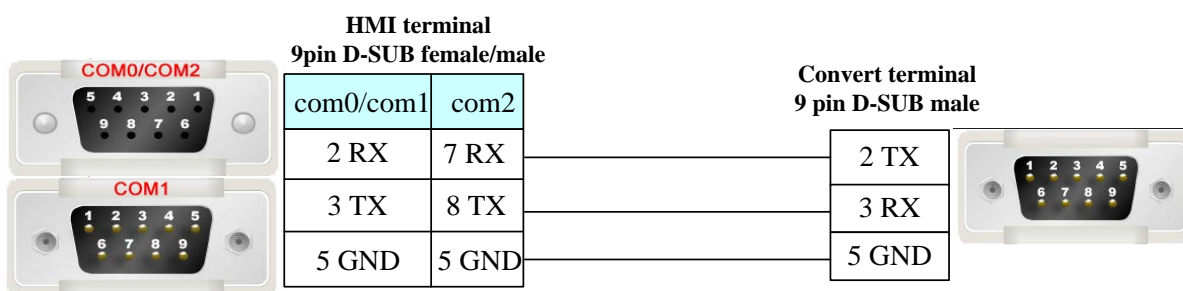 HMI terminal
9pin D-SUB female/male
COM0/COM2
5 4 3 2 1
9 8 7 6
COM1
1 2 3 4 5
6 7 8 9
com0/com1 com2
2 RX 7 RX
3 TX 8 TX
5 GND 5 GND
Convert terminal
9 pin D-SUB male
2 TX
3 RX
5 GND
1 2 3 4 5
6 7 8 9